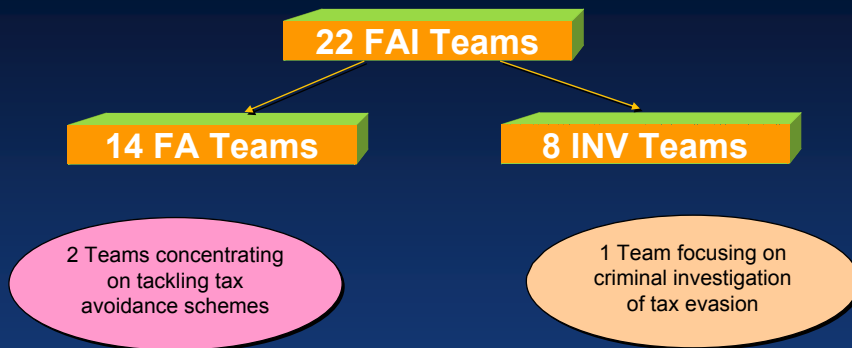 22 FAI Teams
14 FA Teams
8 INV Teams
2 Teams concentrating
on tackling tax
avoidance schemes
1 Team focusing on
criminal investigation
of tax evasion